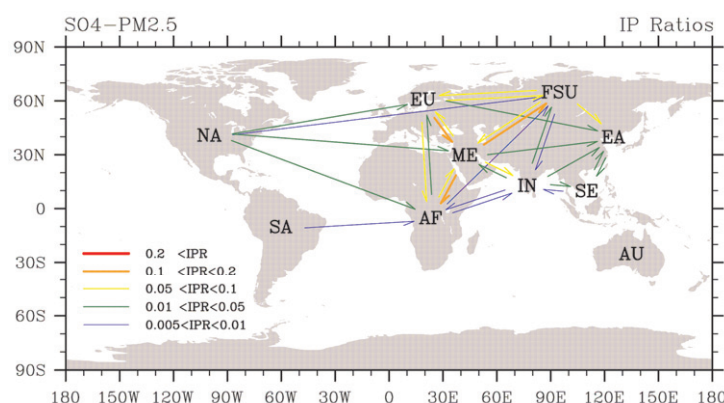 SO4-PM2.5 IP Ratios
90N
60N
30N
0
30S
60S
90S
EU
FSU
NA
EA
ME
IN
SE
AF
SA
AU
0.2 <IPR
0.1 <IPR<0.2
0.05 <IPR<0.1
0.01 <IPR<0.05
0.005<IPR<0.01
180 150W 120W 90W 60W 30W 0 30E 60E 90E 120E 150E 180